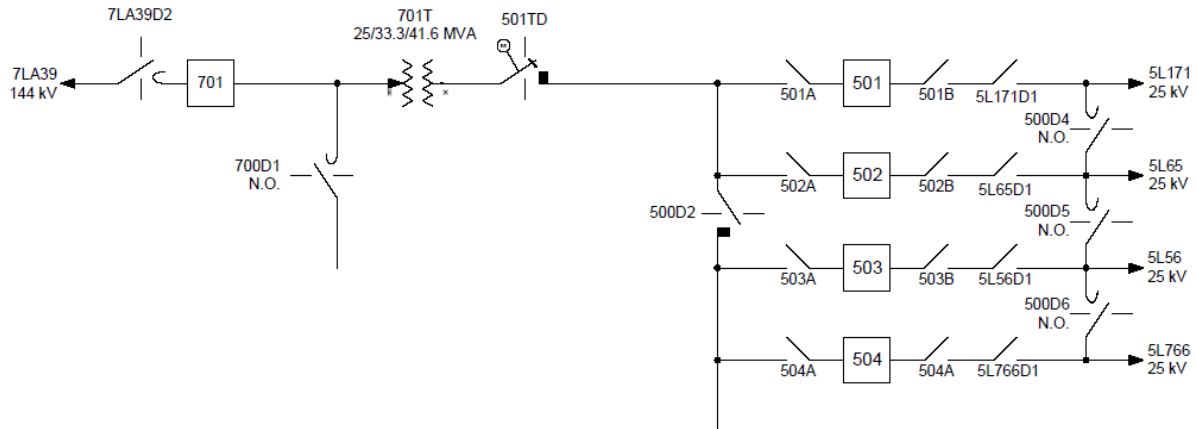 7LA39D2
701T
25/33.3/41.6 MVA
501TD
M
7LA39
144 kV
701
501A
501
501B
5L171D1
5L171
25 kV
500D4
N.O.
700D1
N.O.
502A
502
502B
5L65D1
5L65
25 kV
500D2
500D5
N.O.
503A
503
503B
5L56D1
5L56
25 kV
500D6
N.O.
504A
504
504A
5L766D1
5L766
25 kV